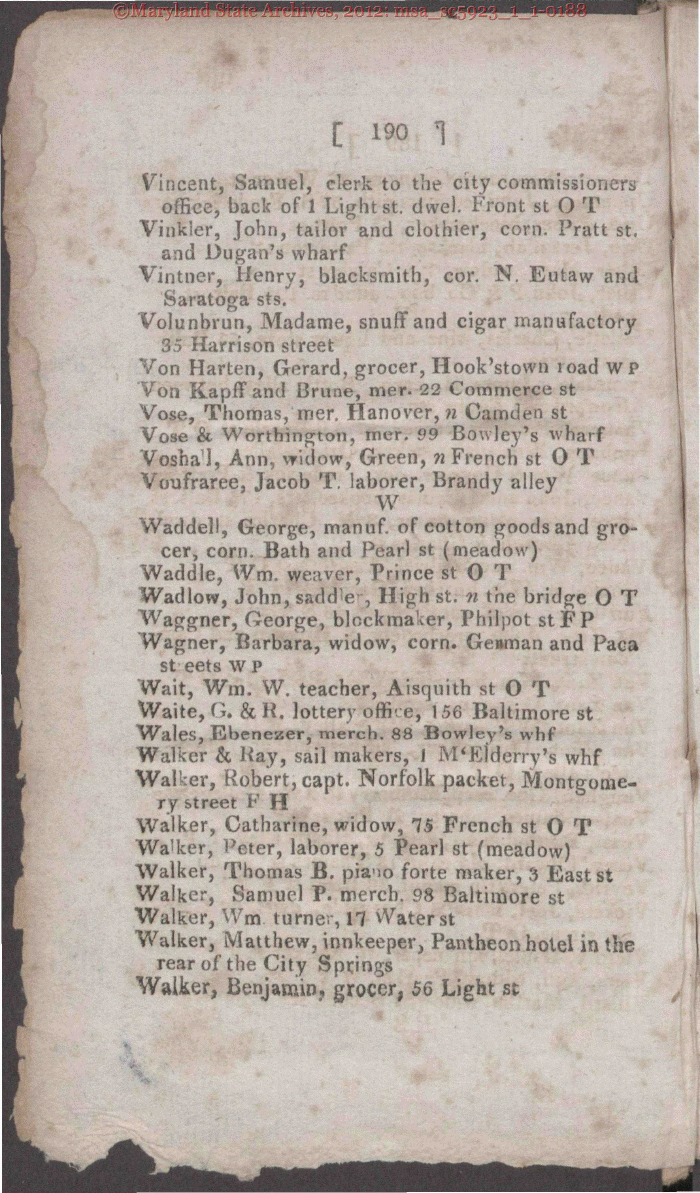 ©Maryland State Archives, 2012: msa_sc5923_1_1-0188
[ 190 ]
Vincent, Samuel, clerk to the city commissioners
office, back of 1 Light st. dwel. Front st O T
Vinkler, John, tailor and clothier, corn. Pratt st.
and Dugan's wharf
Vintner, Henry, blacksmith, cor. N. Eutaw and
Saratoga sts.
Volunbrun, Madame, snuff and cigar manufactory
35 Harrison street
Von Harten, Gerard, grocer, Hook'stown road W P
Von Kapff and Brune, mer. 22 Commerce st
Vose, Thomas, mer. Hanover, n Camden st
Vose & Worthington, mer. 99 Bowley's wharf
Vosha'l, Ann, widow, Green, n French st O T
Voufraree, Jacob T. laborer, Brandy alley
W
Waddell, George, manuf. of cotton goods and gro-
cer, corn. Bath and Pearl st (meadow)
Waddle, Wm. weaver, Prince st O T
Wadlow, John, saddler, High st. n the bridge O T
Waggner, George, blockmaker, Philpot st F P
Wagner, Barbara, widow, corn. German and Paca
st eets W P
Wait, Wm. W. teacher, Aisquith st O T
Waite, G. & R. lottery office, 156 Baltimore st
Wales, Ebenezer, merch. 88 Bowley's whf
Walker & Ray, sail makers, 1 M‘Elderry's whf
Walker, Robert, capt. Norfolk packet, Montgome-
ry street F H
Walker, Catharine, widow, 75 French st O T
Walker, Peter, laborer, 5 Pearl st (meadow)
Walker, Thomas B. piano forte maker, 3 East st
Walker, Samuel P. merch. 98 Baltimore st
Walker, Wm. turner, 17 Water st
Walker, Matthew, innkeeper, Pantheon hotel in the
rear of the City Springs
Walker, Benjamin, grocer, 56 Light st